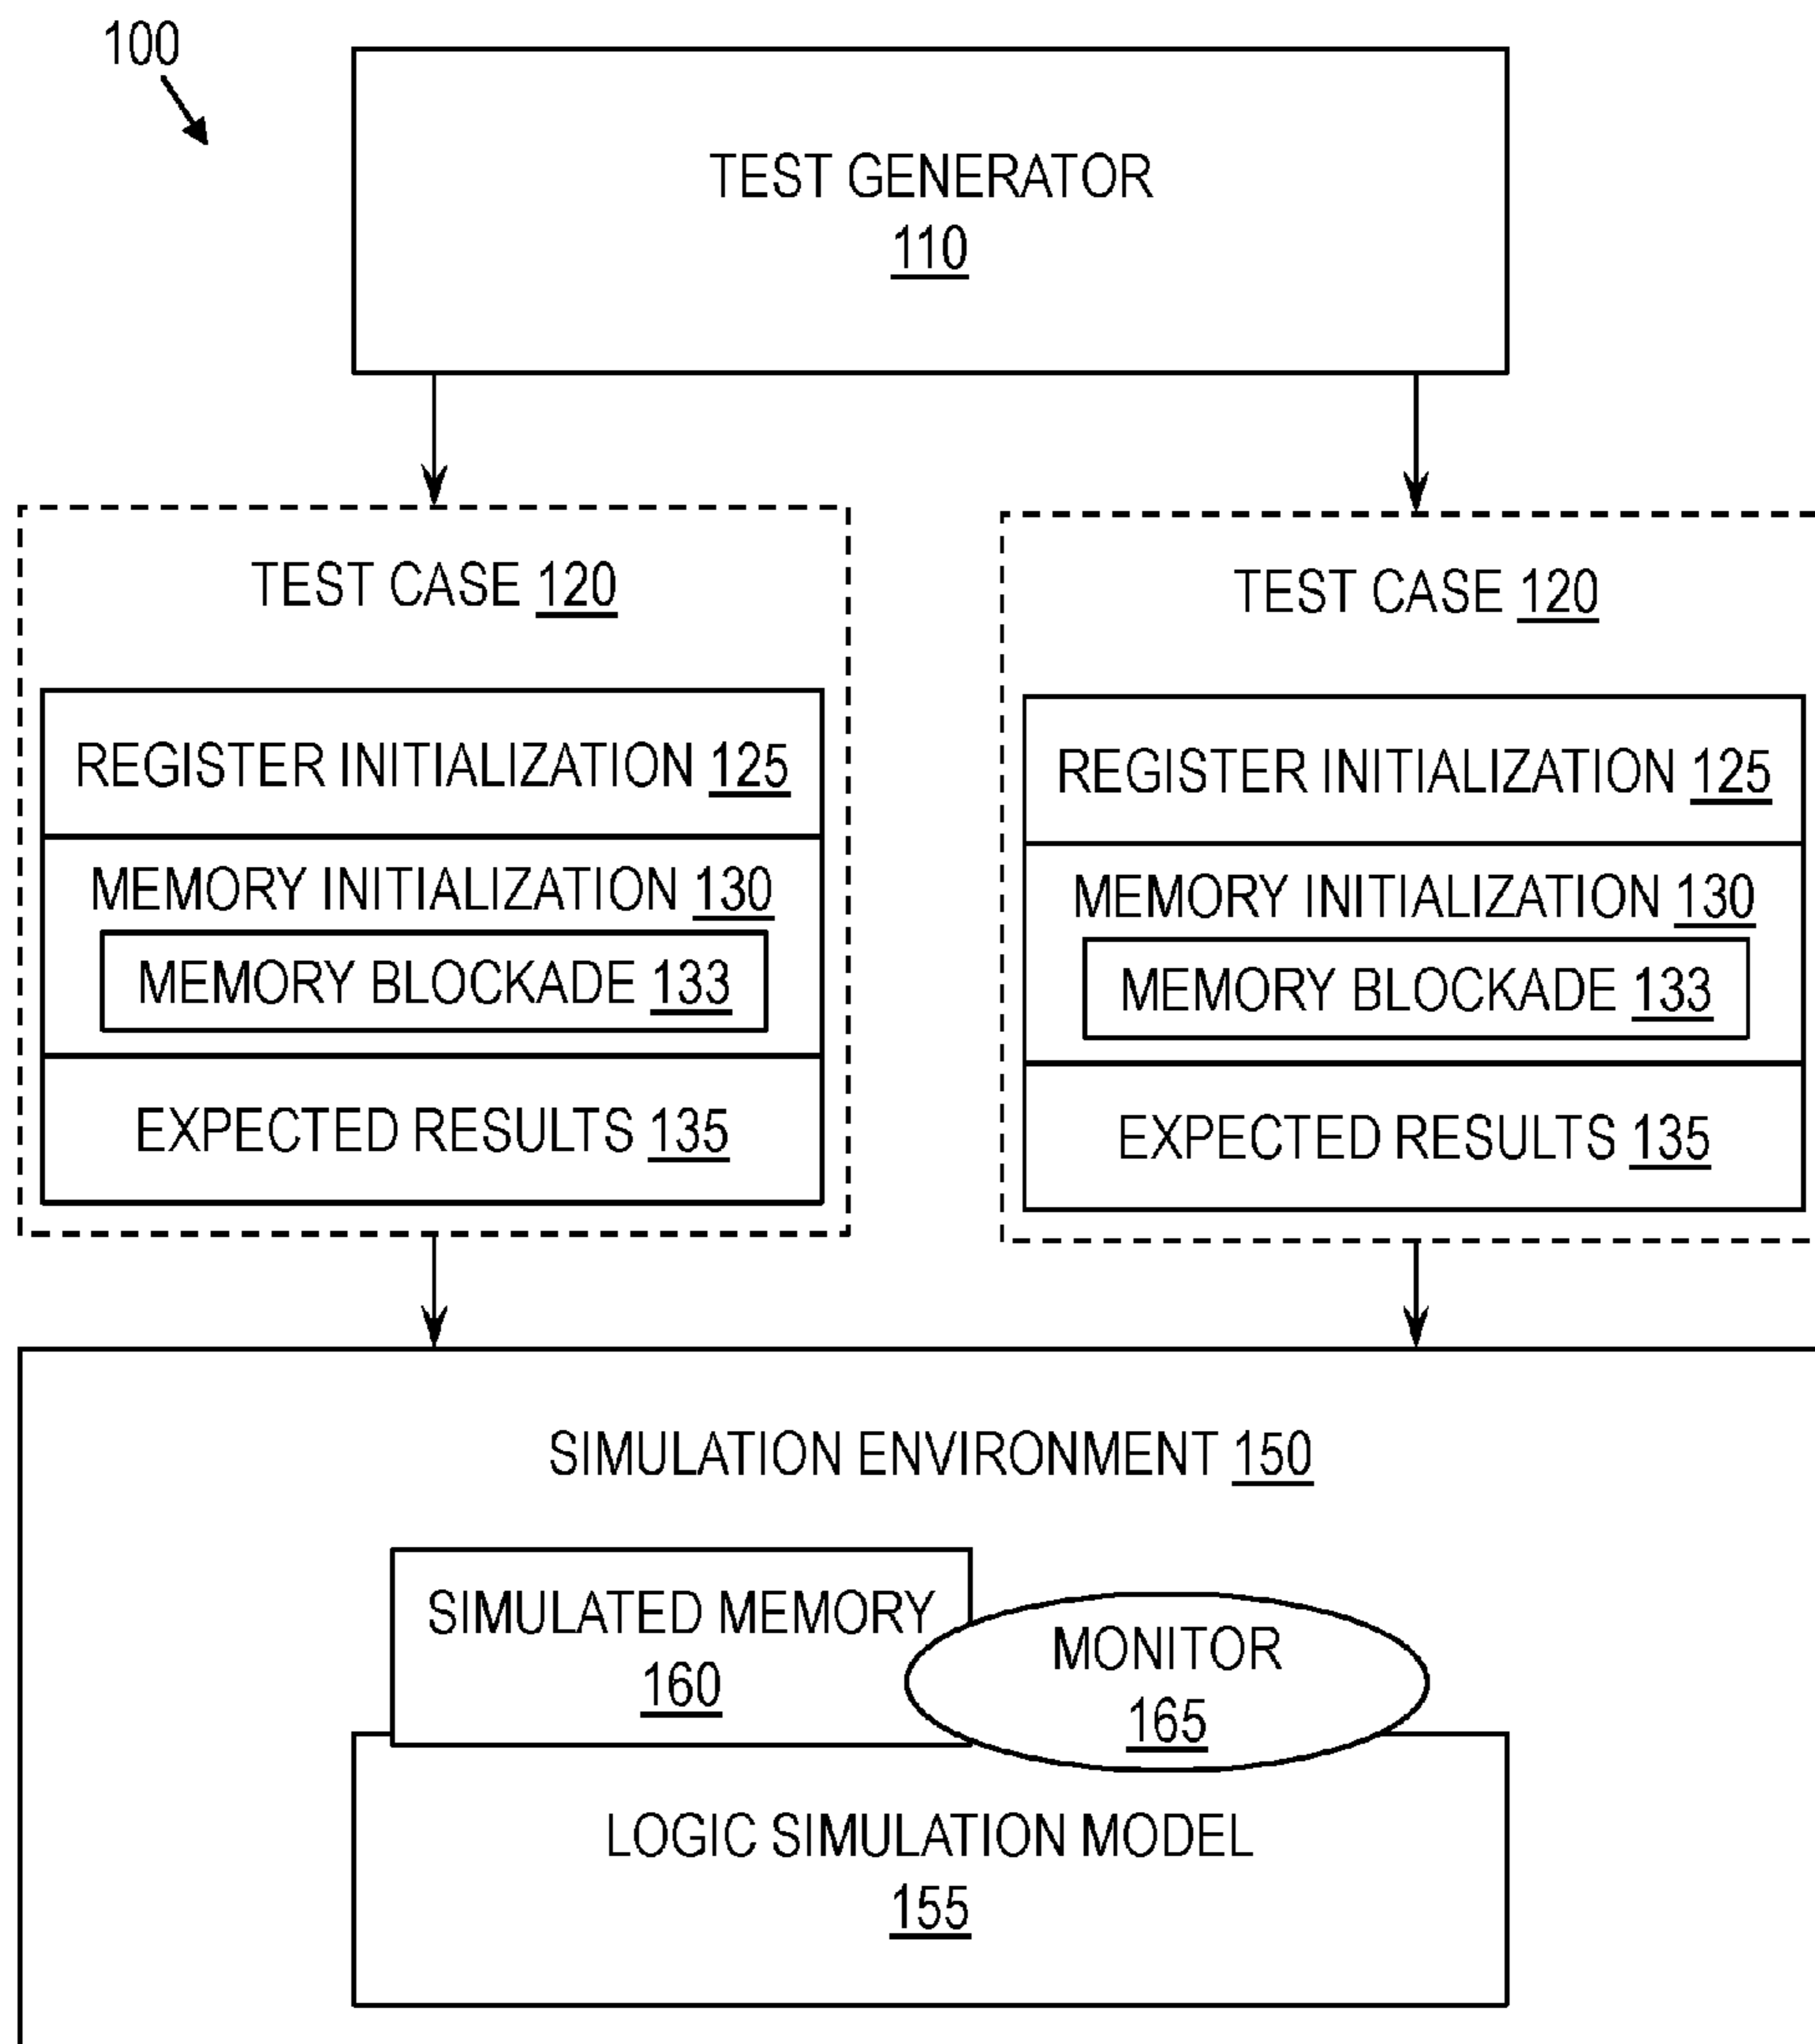 100
TEST GENERATOR
110
TEST CASE 120
REGISTER INITIALIZATION 125
MEMORY INITIALIZATION 130
MEMORY BLOCKADE 133
EXPECTED RESULTS 135
TEST CASE 120
REGISTER INITIALIZATION 125
MEMORY INITIALIZATION 130
MEMORY BLOCKADE 133
EXPECTED RESULTS 135
SIMULATION ENVIRONMENT 150
SIMULATED MEMORY
160
MONITOR
165
LOGIC SIMULATION MODEL
155